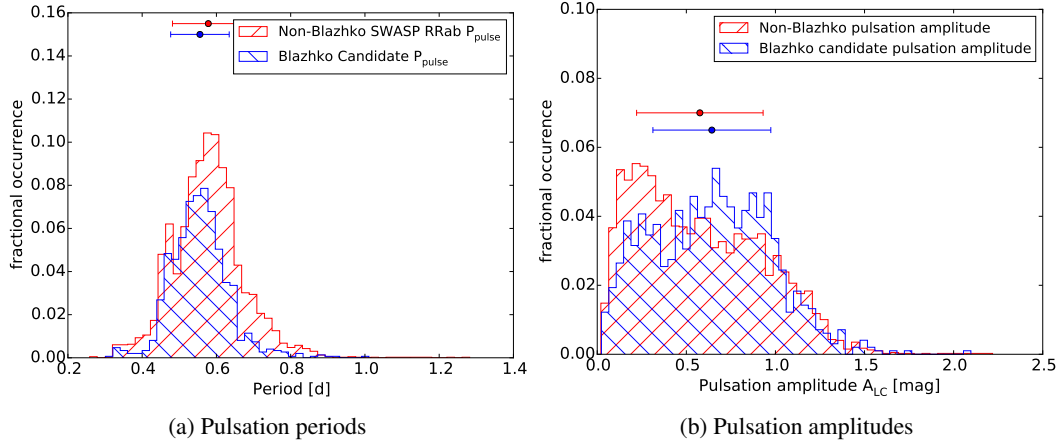 Non-Blazhko SWASP RRab P_pulse
Blazhko Candidate P_pulse
fractional occurrence
0.16
0.14
0.12
0.10
0.08
0.06
0.04
0.02
0.00
0.2
0.4
0.6
0.8
1.0
1.2
1.4
Period [d]
(a) Pulsation periods
Non-Blazhko pulsation amplitude
Blazhko candidate pulsation amplitude
fractional occurence
0.10
0.08
0.06
0.04
0.02
0.00
0.0
0.5
1.0
1.5
2.0
2.5
Pulsation amplitude A_LC [mag]
(b) Pulsation amplitudes